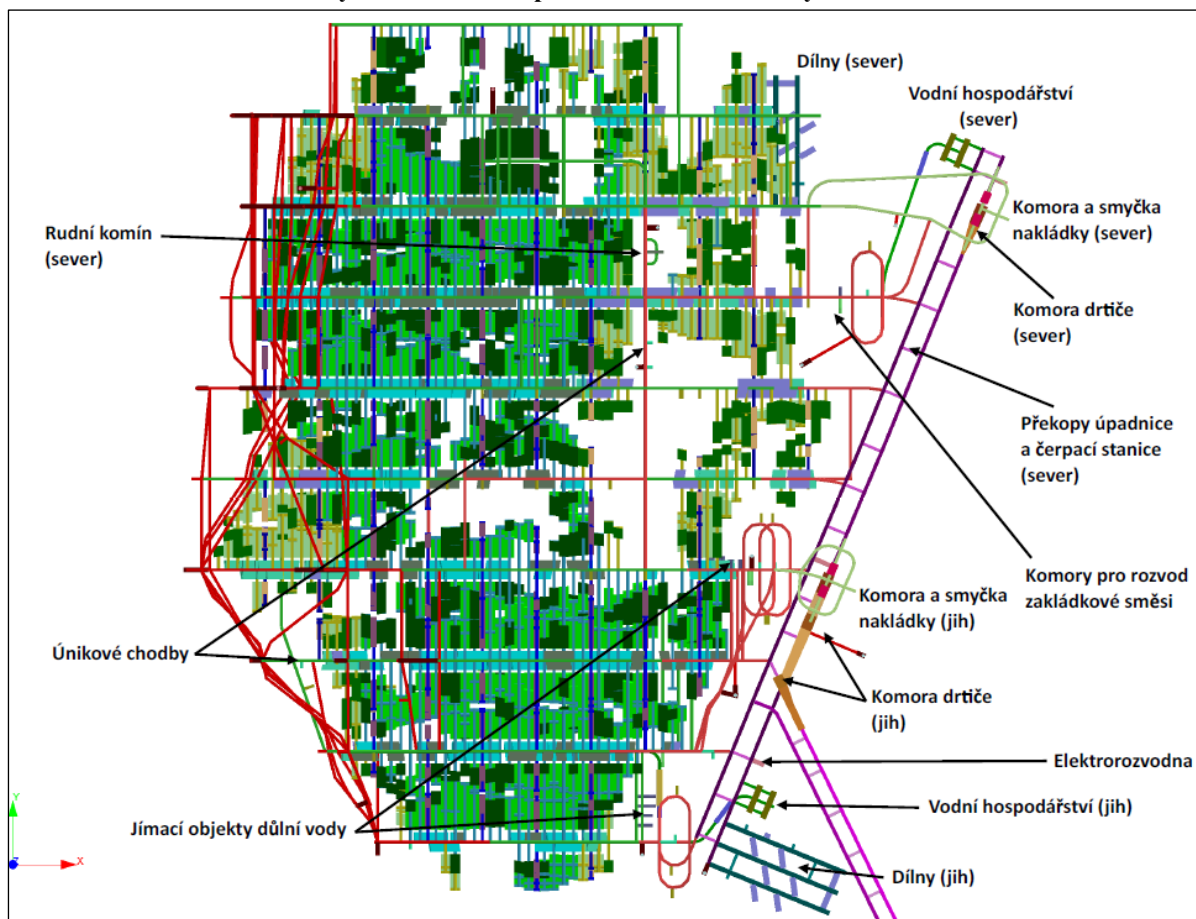 Dílny (sever)
Vodní hospodářství
(sever)
Rudní komín
(sever)
Komora a smyčka
nakládky (sever)
Komora drtiče
(sever)
Překopy úpadnice
a čerpací stanice
(sever)
Komory pro rozvod
zakládkové směsi
Komora a smyčka
nakládky (jih)
Únikové chodby
Komora drtiče
(jih)
Elektrorozvodna
Vodní hospodářství (jih)
Jímací objekty důlní vody
Dílny (jih)
Y
Z
X